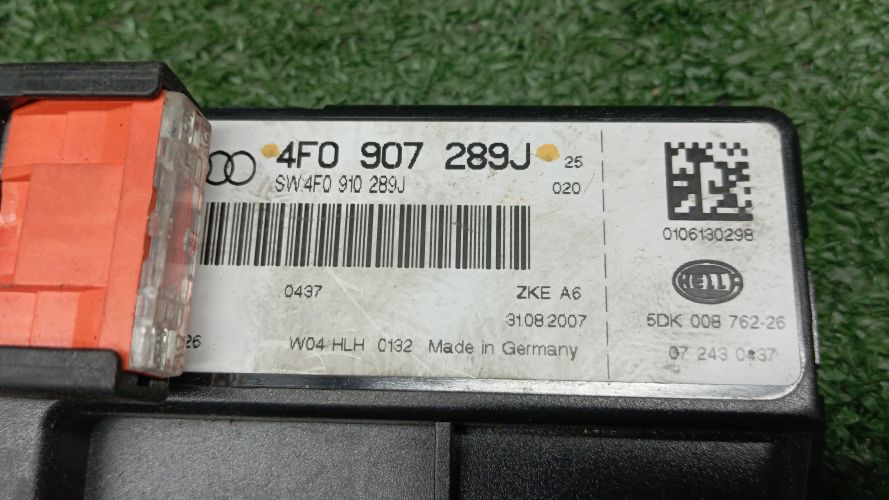 4F0 907 289J 25
SW 4F0 910 289J 020
0437 ZKE A6
31.08.2007
26 W04 HLH 0132 Made in Germany
0106130298
HELLA
5DK 008 762-26
07 243 0437